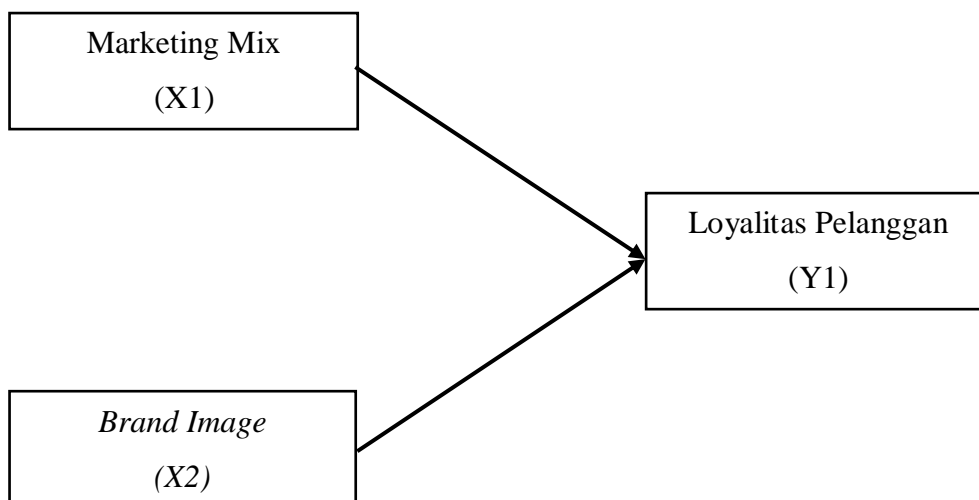 Marketing Mix
(X1)
Loyalitas Pelanggan
(Y1)
Brand Image
(X2)